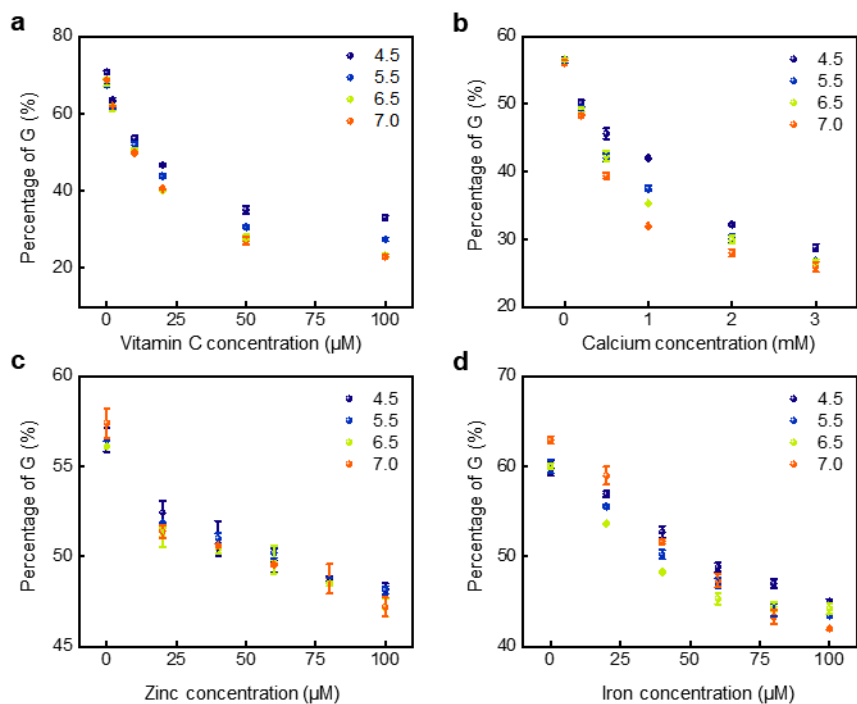 a
80
60
40
20
0 25 50 75 100
Percentage of G (%)
Vitamin C concentration (µM)
4.5
5.5
6.5
7.0
b
60
50
40
30
20
0 1 2 3
Percentage of G (%)
Calcium concentration (mM)
4.5
5.5
6.5
7.0
c
60
55
50
45
0 25 50 75 100
Percentage of G (%)
Zinc concentration (µM)
4.5
5.5
6.5
7.0
d
70
60
50
40
0 25 50 75 100
Percentage of G (%)
Iron concentration (µM)
4.5
5.5
6.5
7.0